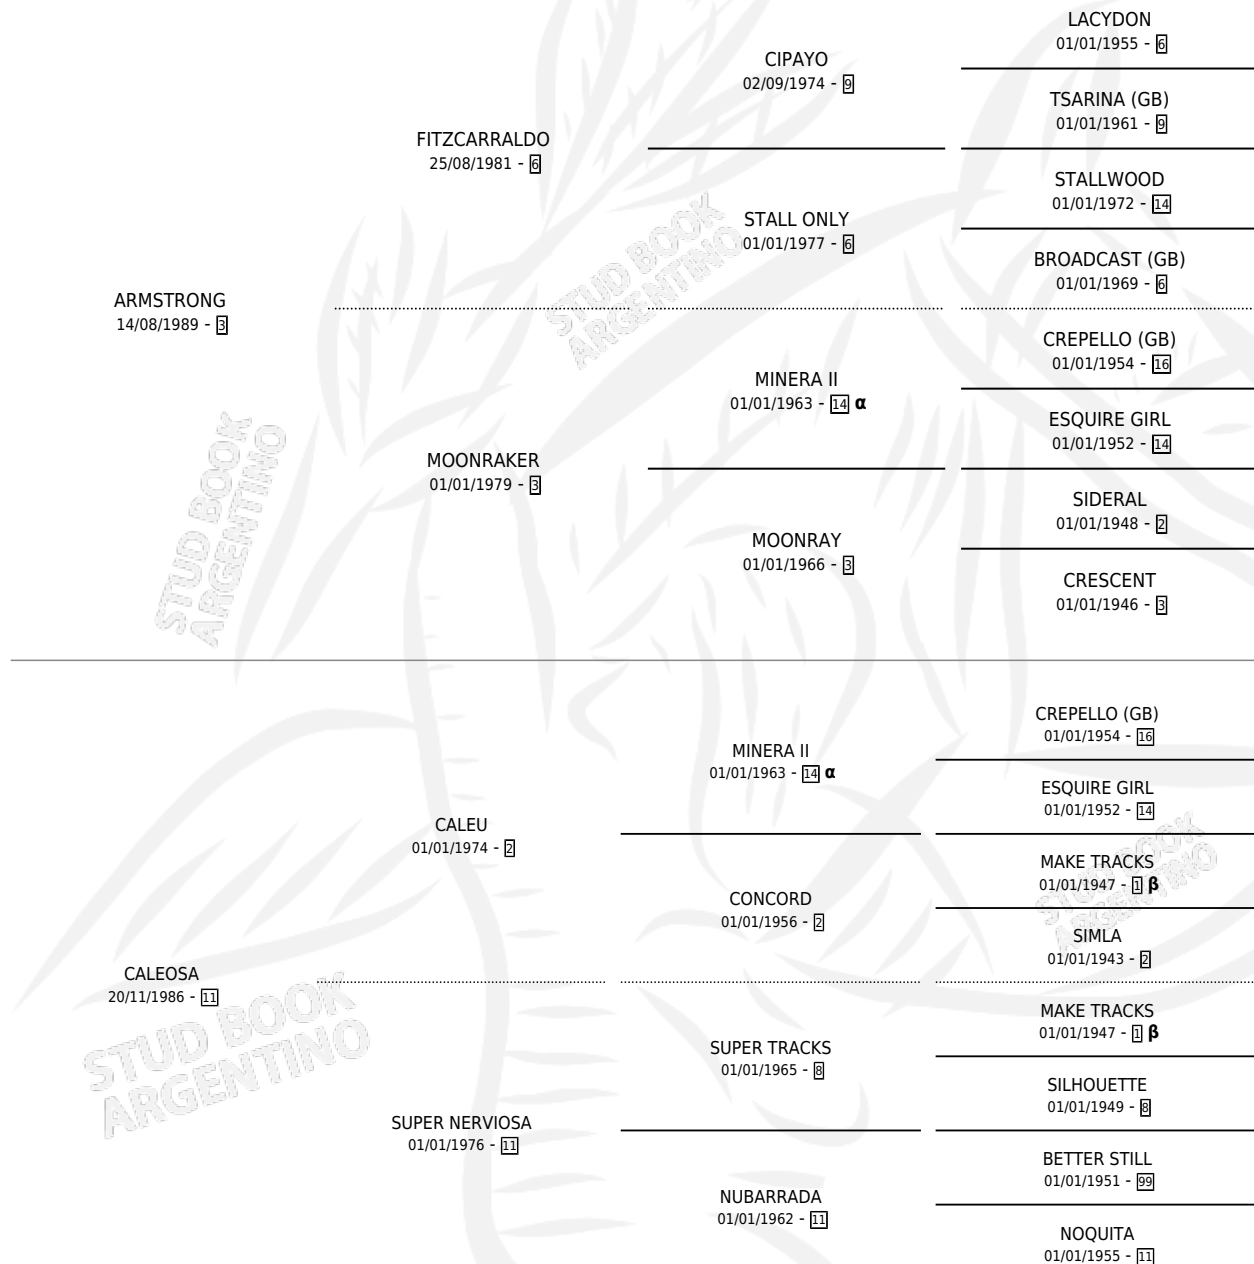 LACYDON
01/01/1955 - 6
CIPAYO
02/09/1974 - 9
TSARINA (GB)
01/01/1961 - 9
FITZCARRALDO
25/08/1981 - 6
STALLWOOD
01/01/1972 - 14
STALL ONLY
01/01/1977 - 6
BROADCAST (GB)
01/01/1969 - 6
STUD BOOK
ARGENTINO
ARMSTRONG
14/08/1989 - 3
CREPELLO (GB)
01/01/1954 - 16
MINERA II
01/01/1963 - 14 α
ESQUIRE GIRL
01/01/1952 - 14
MOONRAKER
01/01/1979 - 3
SIDERAL
01/01/1948 - 2
MOONRAY
01/01/1966 - 3
CRESCENT
01/01/1946 - 3
STUD BOOK
ARGENTINO
CREPELLO (GB)
01/01/1954 - 16
MINERA II
01/01/1963 - 14 α
ESQUIRE GIRL
01/01/1952 - 14
CALEU
01/01/1974 - 2
MAKE TRACKS
01/01/1947 - 1 β
CONCORD
01/01/1956 - 2
SIMLA
01/01/1943 - 2
STUD BOOK
ARGENTINO
CALEOSA
20/11/1986 - 11
MAKE TRACKS
01/01/1947 - 1 β
SUPER TRACKS
01/01/1965 - 8
SILHOUETTE
01/01/1949 - 8
STUD BOOK
ARGENTINO
SUPER NERVIOSA
01/01/1976 - 11
BETTER STILL
01/01/1951 - 99
NUBARRADA
01/01/1962 - 11
NOQUITA
01/01/1955 - 11